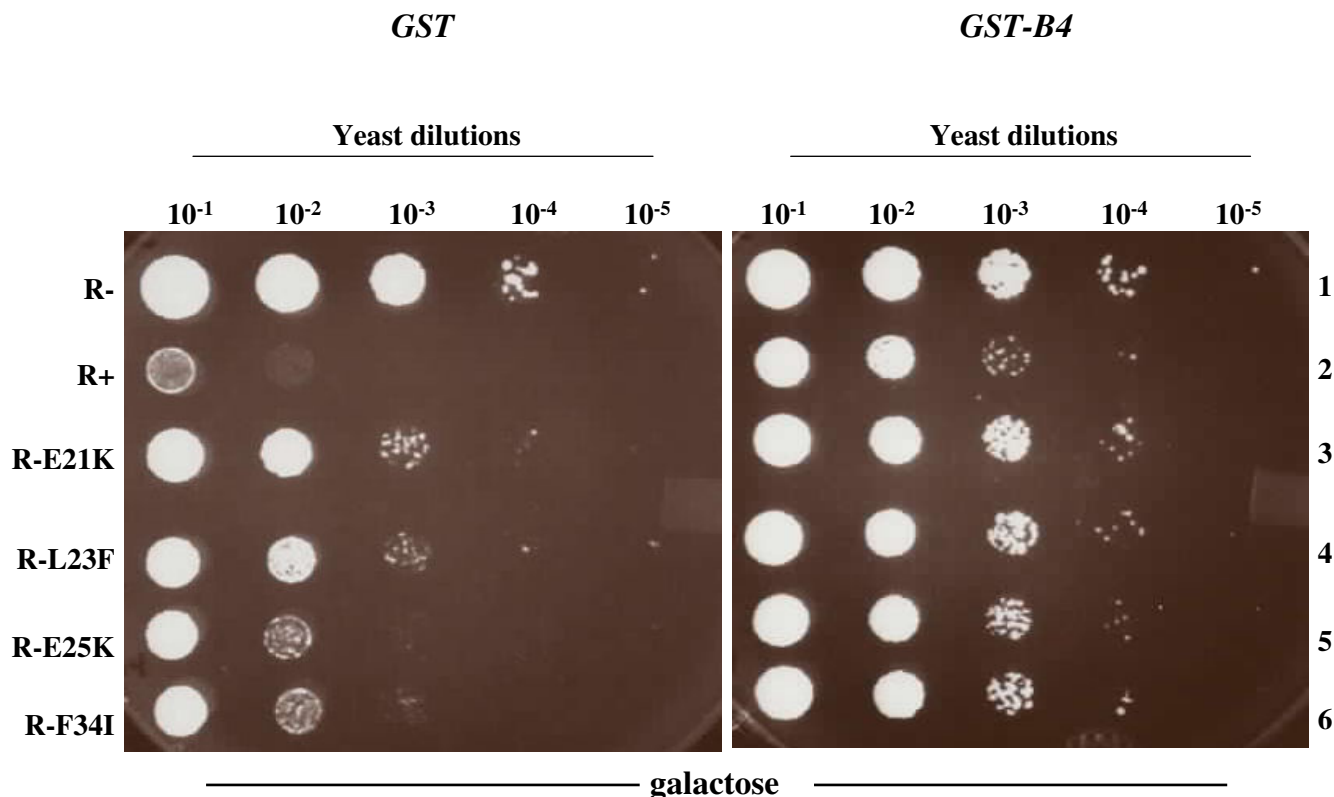 GST GST-B4
Yeast dilutions Yeast dilutions
10⁻¹ 10⁻² 10⁻³ 10⁻⁴ 10⁻⁵ 10⁻¹ 10⁻² 10⁻³ 10⁻⁴ 10⁻⁵
R- 1
R+ 2
R-E21K 3
R-L23F 4
R-E25K 5
R-F34I 6
galactose